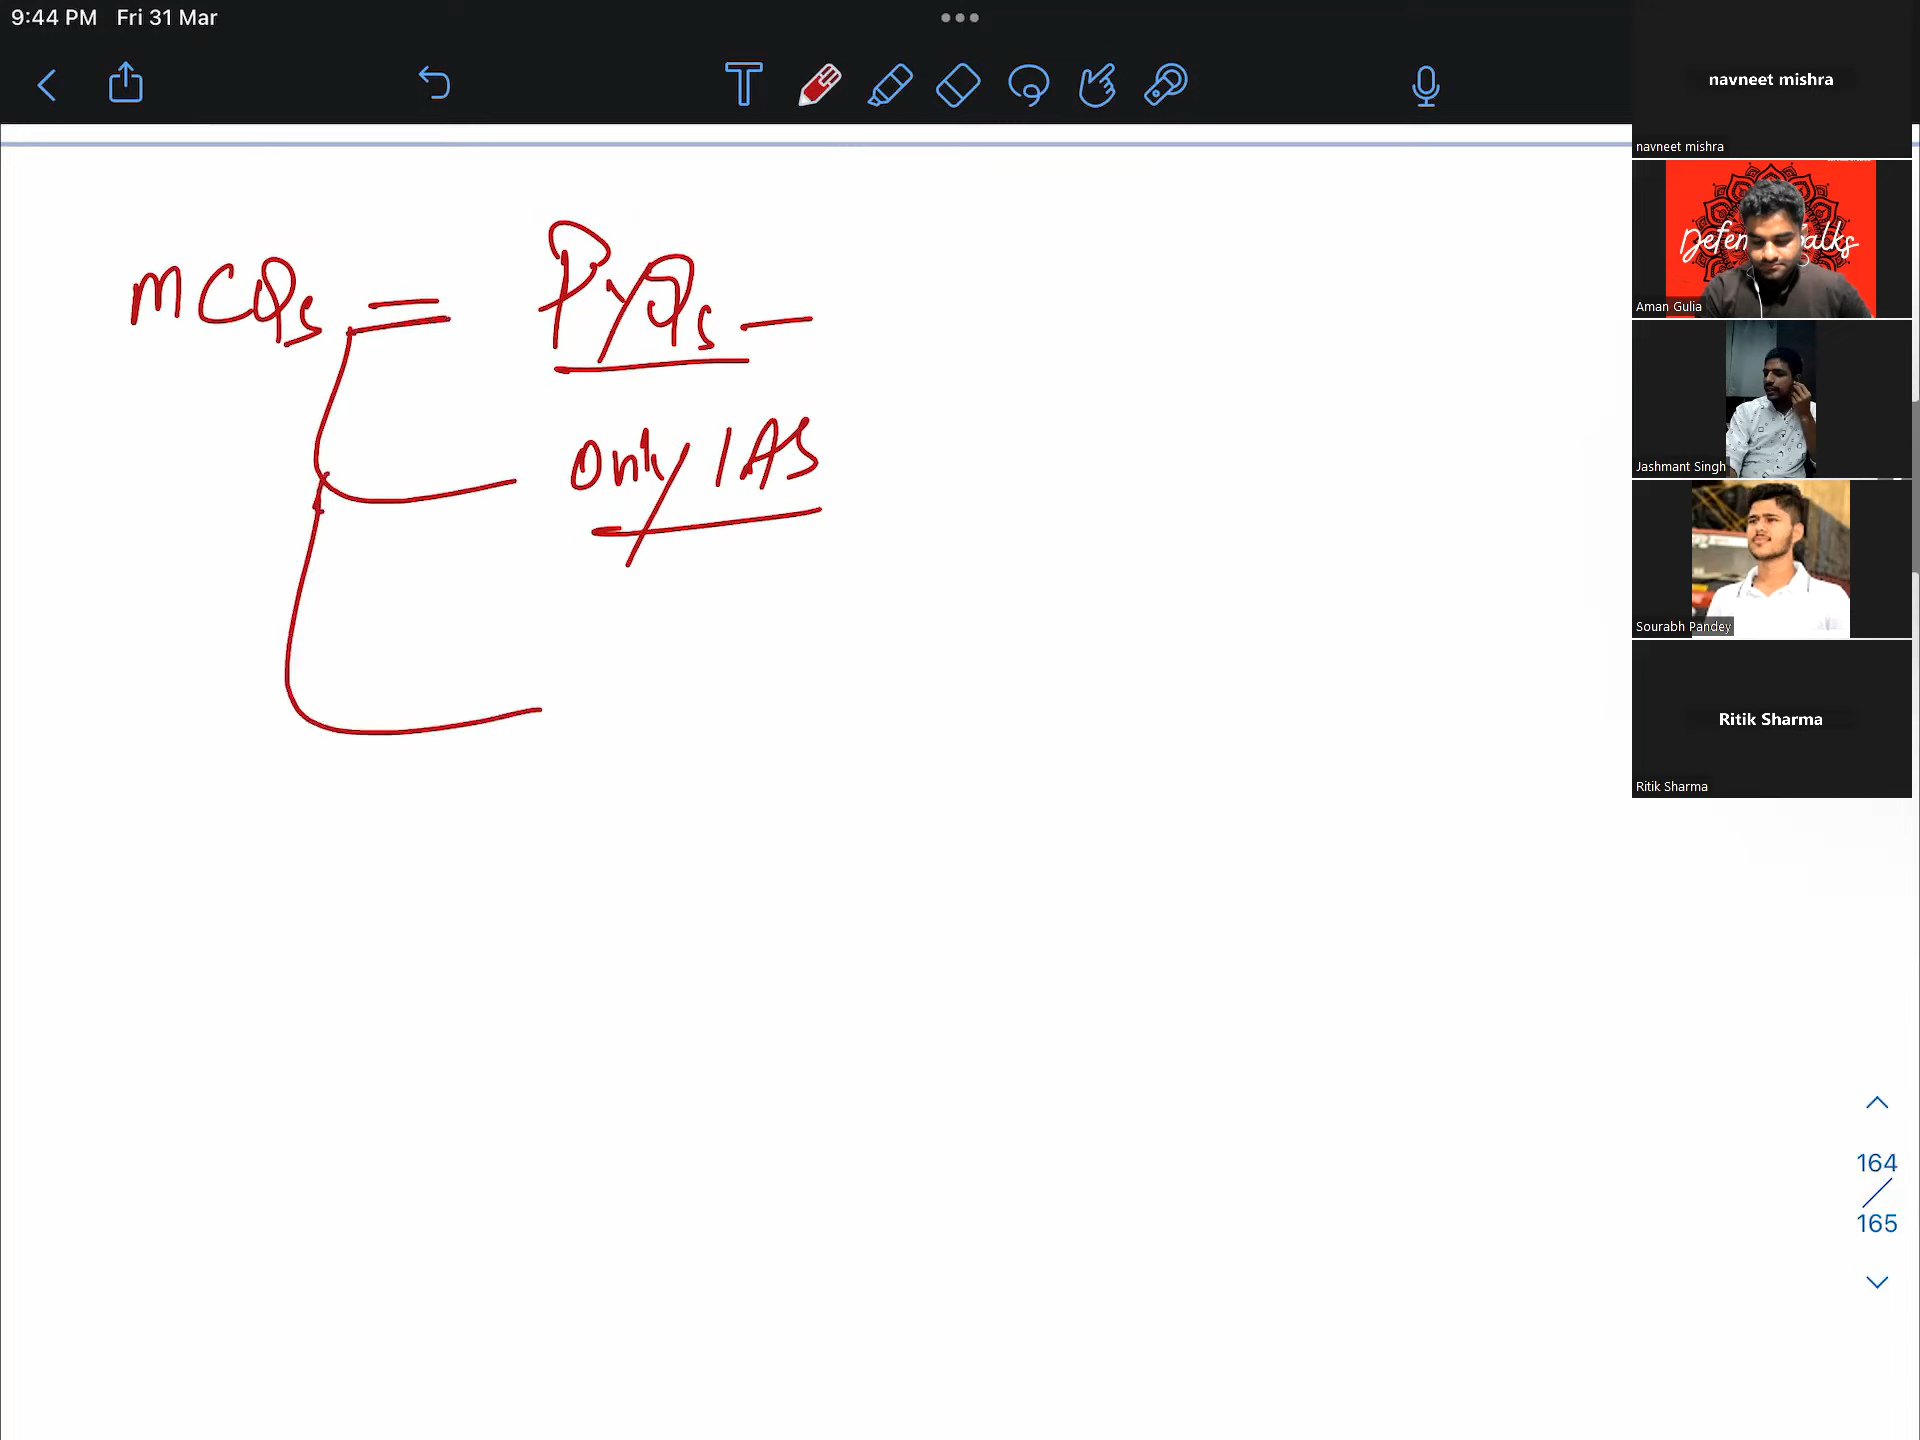 9:44 PM Fri 31 Mar
navneet mishra
navneet mishra
MCQs = PYQs -
Only IAS
Aman Gulia
Jashmant Singh
Sourabh Pandey
Ritik Sharma
Ritik Sharma
164
165